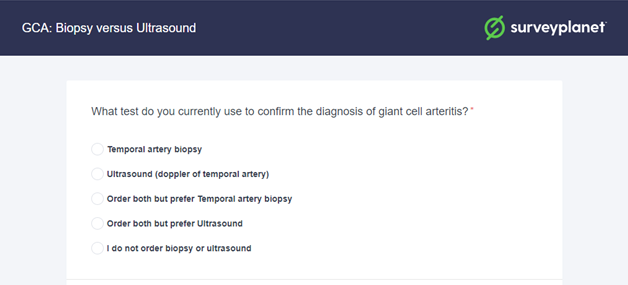 GCA: Biopsy versus Ultrasound
surveyplanet
What test do you currently use to confirm the diagnosis of giant cell arteritis? *
Temporal artery biopsy
Ultrasound (doppler of temporal artery)
Order both but prefer Temporal artery biopsy
Order both but prefer Ultrasound
I do not order biopsy or ultrasound